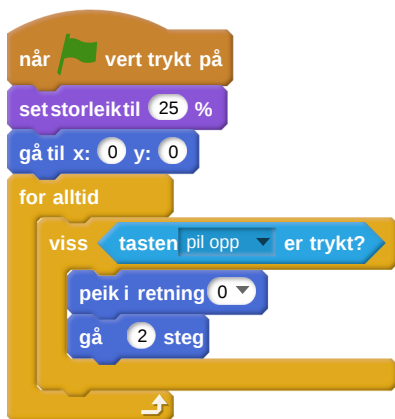 når vert trykt på
set storleik til 25 %
gå til x: 0 y: 0
for alltid
viss tasten pil opp er trykt?
peik i retning 0
gå 2 steg